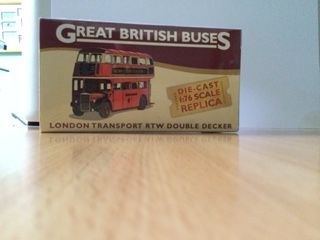 GREAT BRITISH BUSES
DIE-CAST
1:76 SCALE
REPLICA
LONDON TRANSPORT RTW DOUBLE DECKER